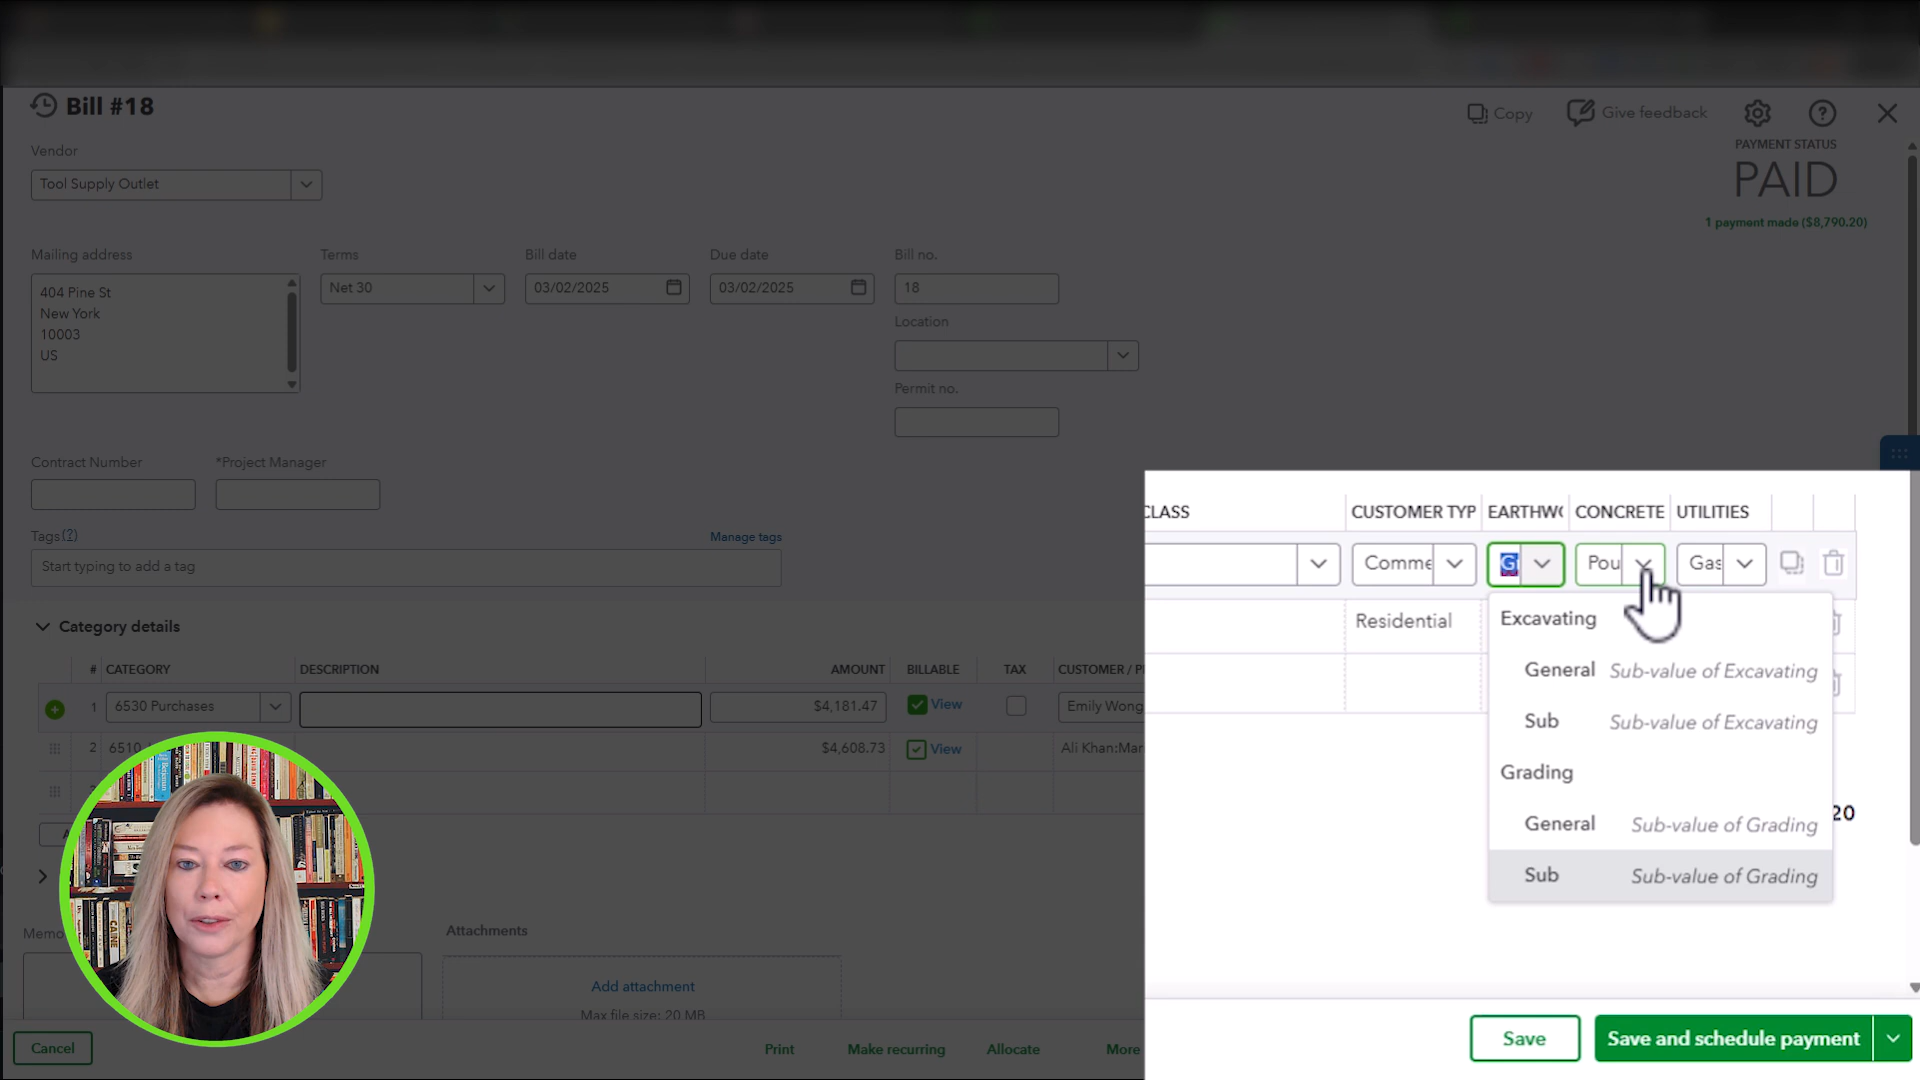 Bill #18
Copy
Give feedback
PAYMENT STATUS
PAID
1 payment made ($8,790.20)
Vendor
Tool Supply Outlet
Mailing address
Terms
Bill date
Due date
Bill no.
404 Pine St
New York
10003
US
Net 30
03/02/2025
03/02/2025
18
Location
Permit no.
Contract Number
*Project Manager
Tags(?)
Manage tags
Start typing to add a tag
Category details
# CATEGORY DESCRIPTION AMOUNT BILLABLE TAX CUSTOMER / P
1 6530 Purchases $4,181.47 View Emily Wong
2 6510 $4,608.73 View Ali Khan:Mar
CLASS CUSTOMER TYP EARTHW CONCRETE UTILITIES
Comme G Pou Gas
Residential
Excavating
General Sub-value of Excavating
Sub Sub-value of Excavating
Grading
General Sub-value of Grading
Sub Sub-value of Grading
20
Memo
Attachments
Add attachment
Max file size: 20 MB
CAINE
Cancel
Print
Make recurring
Allocate
More
Save
Save and schedule payment